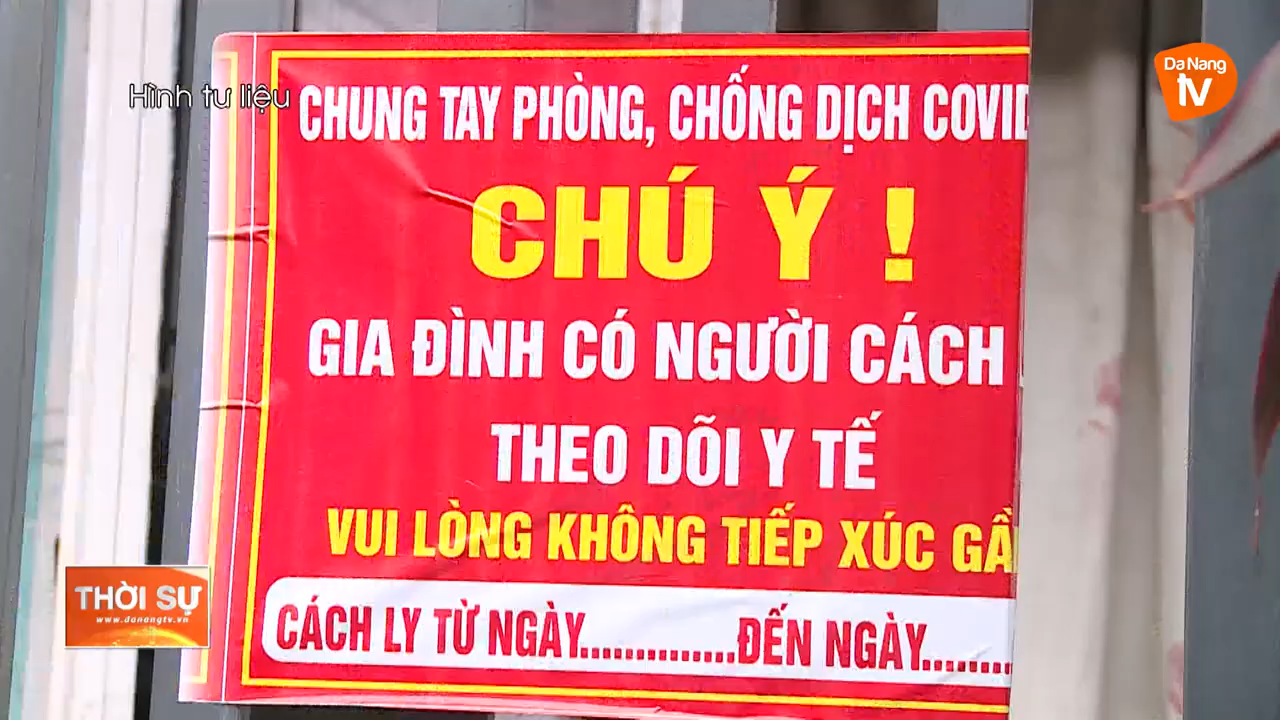 Hình tư liệu
Da Nang
tv
CHUNG TAY PHÒNG, CHỐNG DỊCH COVID
CHÚ Ý !
GIA ĐÌNH CÓ NGƯỜI CÁCH
THEO DÕI Y TẾ
VUI LÒNG KHÔNG TIẾP XÚC GẦ
CÁCH LY TỪ NGÀY..............ĐẾN NGÀY........
THỜI SỰ
www.danangtv.vn